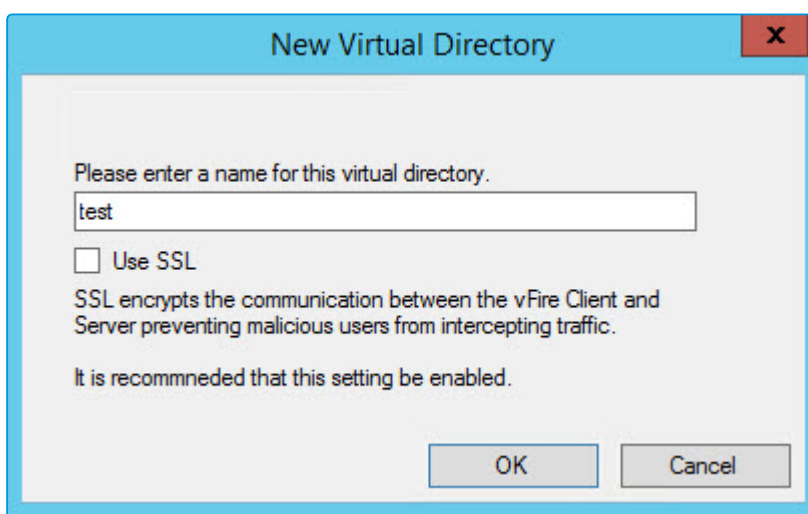 New Virtual Directory
x
Please enter a name for this virtual directory.
test
Use SSL
SSL encrypts the communication between the vFire Client and
Server preventing malicious users from intercepting traffic.
It is recommneded that this setting be enabled.
OK
Cancel